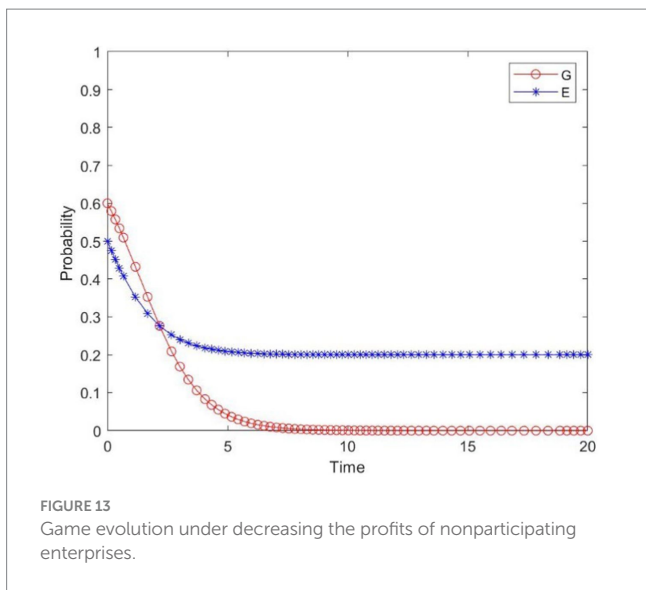 1
0.9
0.8
0.7
0.6
0.5
0.4
0.3
0.2
0.1
0
Probability
G
E
0 5 10 15 20
Time
FIGURE 13
Game evolution under decreasing the profits of nonparticipating
enterprises.